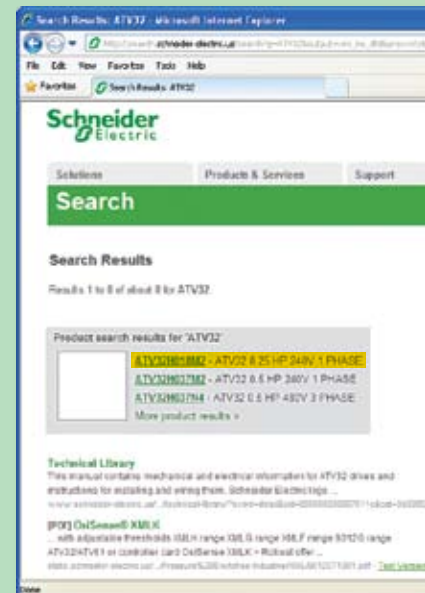 Search Results: ATV32 - Microsoft Internet Explorer
File Edit View Favorites Tools Help
Favorites Search Results: ATV32
Schneider
Electric
Solutions Products & Services Support
Search
Search Results
Results 1 to 8 of about 8 for ATV32.
Product search results for 'ATV32'
ATV32H018M2 - ATV32 0.25 HP 240V 1 PHASE
ATV32H037M2 - ATV32 0.5 HP 240V 1 PHASE
ATV32H037N4 - ATV32 0.5 HP 480V 3 PHASE
More product results »
Technical Library
This manual contains mechanical and electrical information for ATV32 drives and
instructions for installing and wiring them. Schneider Electric logo ...
[PDF] OsiSense® XMLK
... with adjustable thresholds XMLH range XMLG range XMLF range 9012G range
ATV32/ATV61 or controller card OsiSense XMLK • Robust offer ...
Text Version
Done